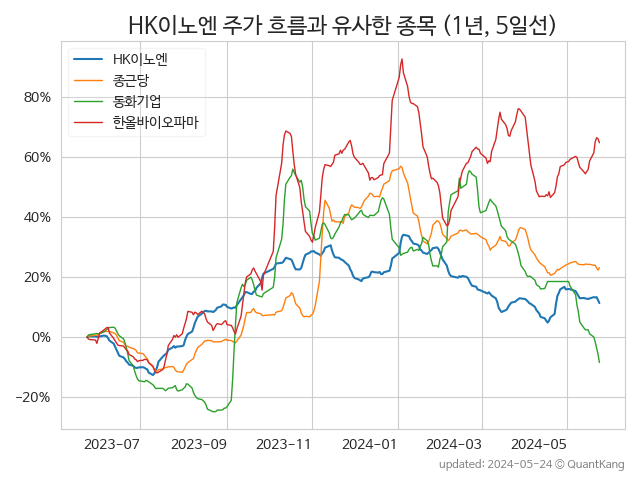 HK이노엔 주가 흐름과 유사한 종목 (1년, 5일선)
HK이노엔
종근당
동화기업
한올바이오파마
80%
60%
40%
20%
0%
−20%
2023-07
2023-09
2023-11
2024-01
2024-03
2024-05
updated: 2024-05-24 © QuantKang